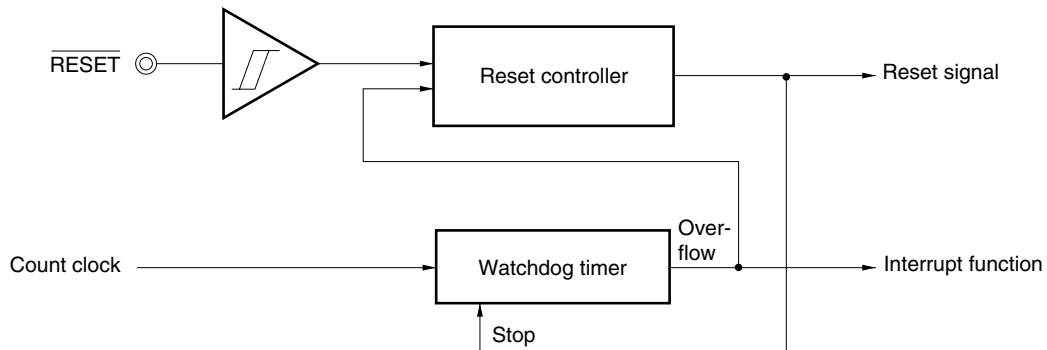 RESET
Reset controller
Reset signal
Over-
flow
Count clock
Watchdog timer
Interrupt function
Stop